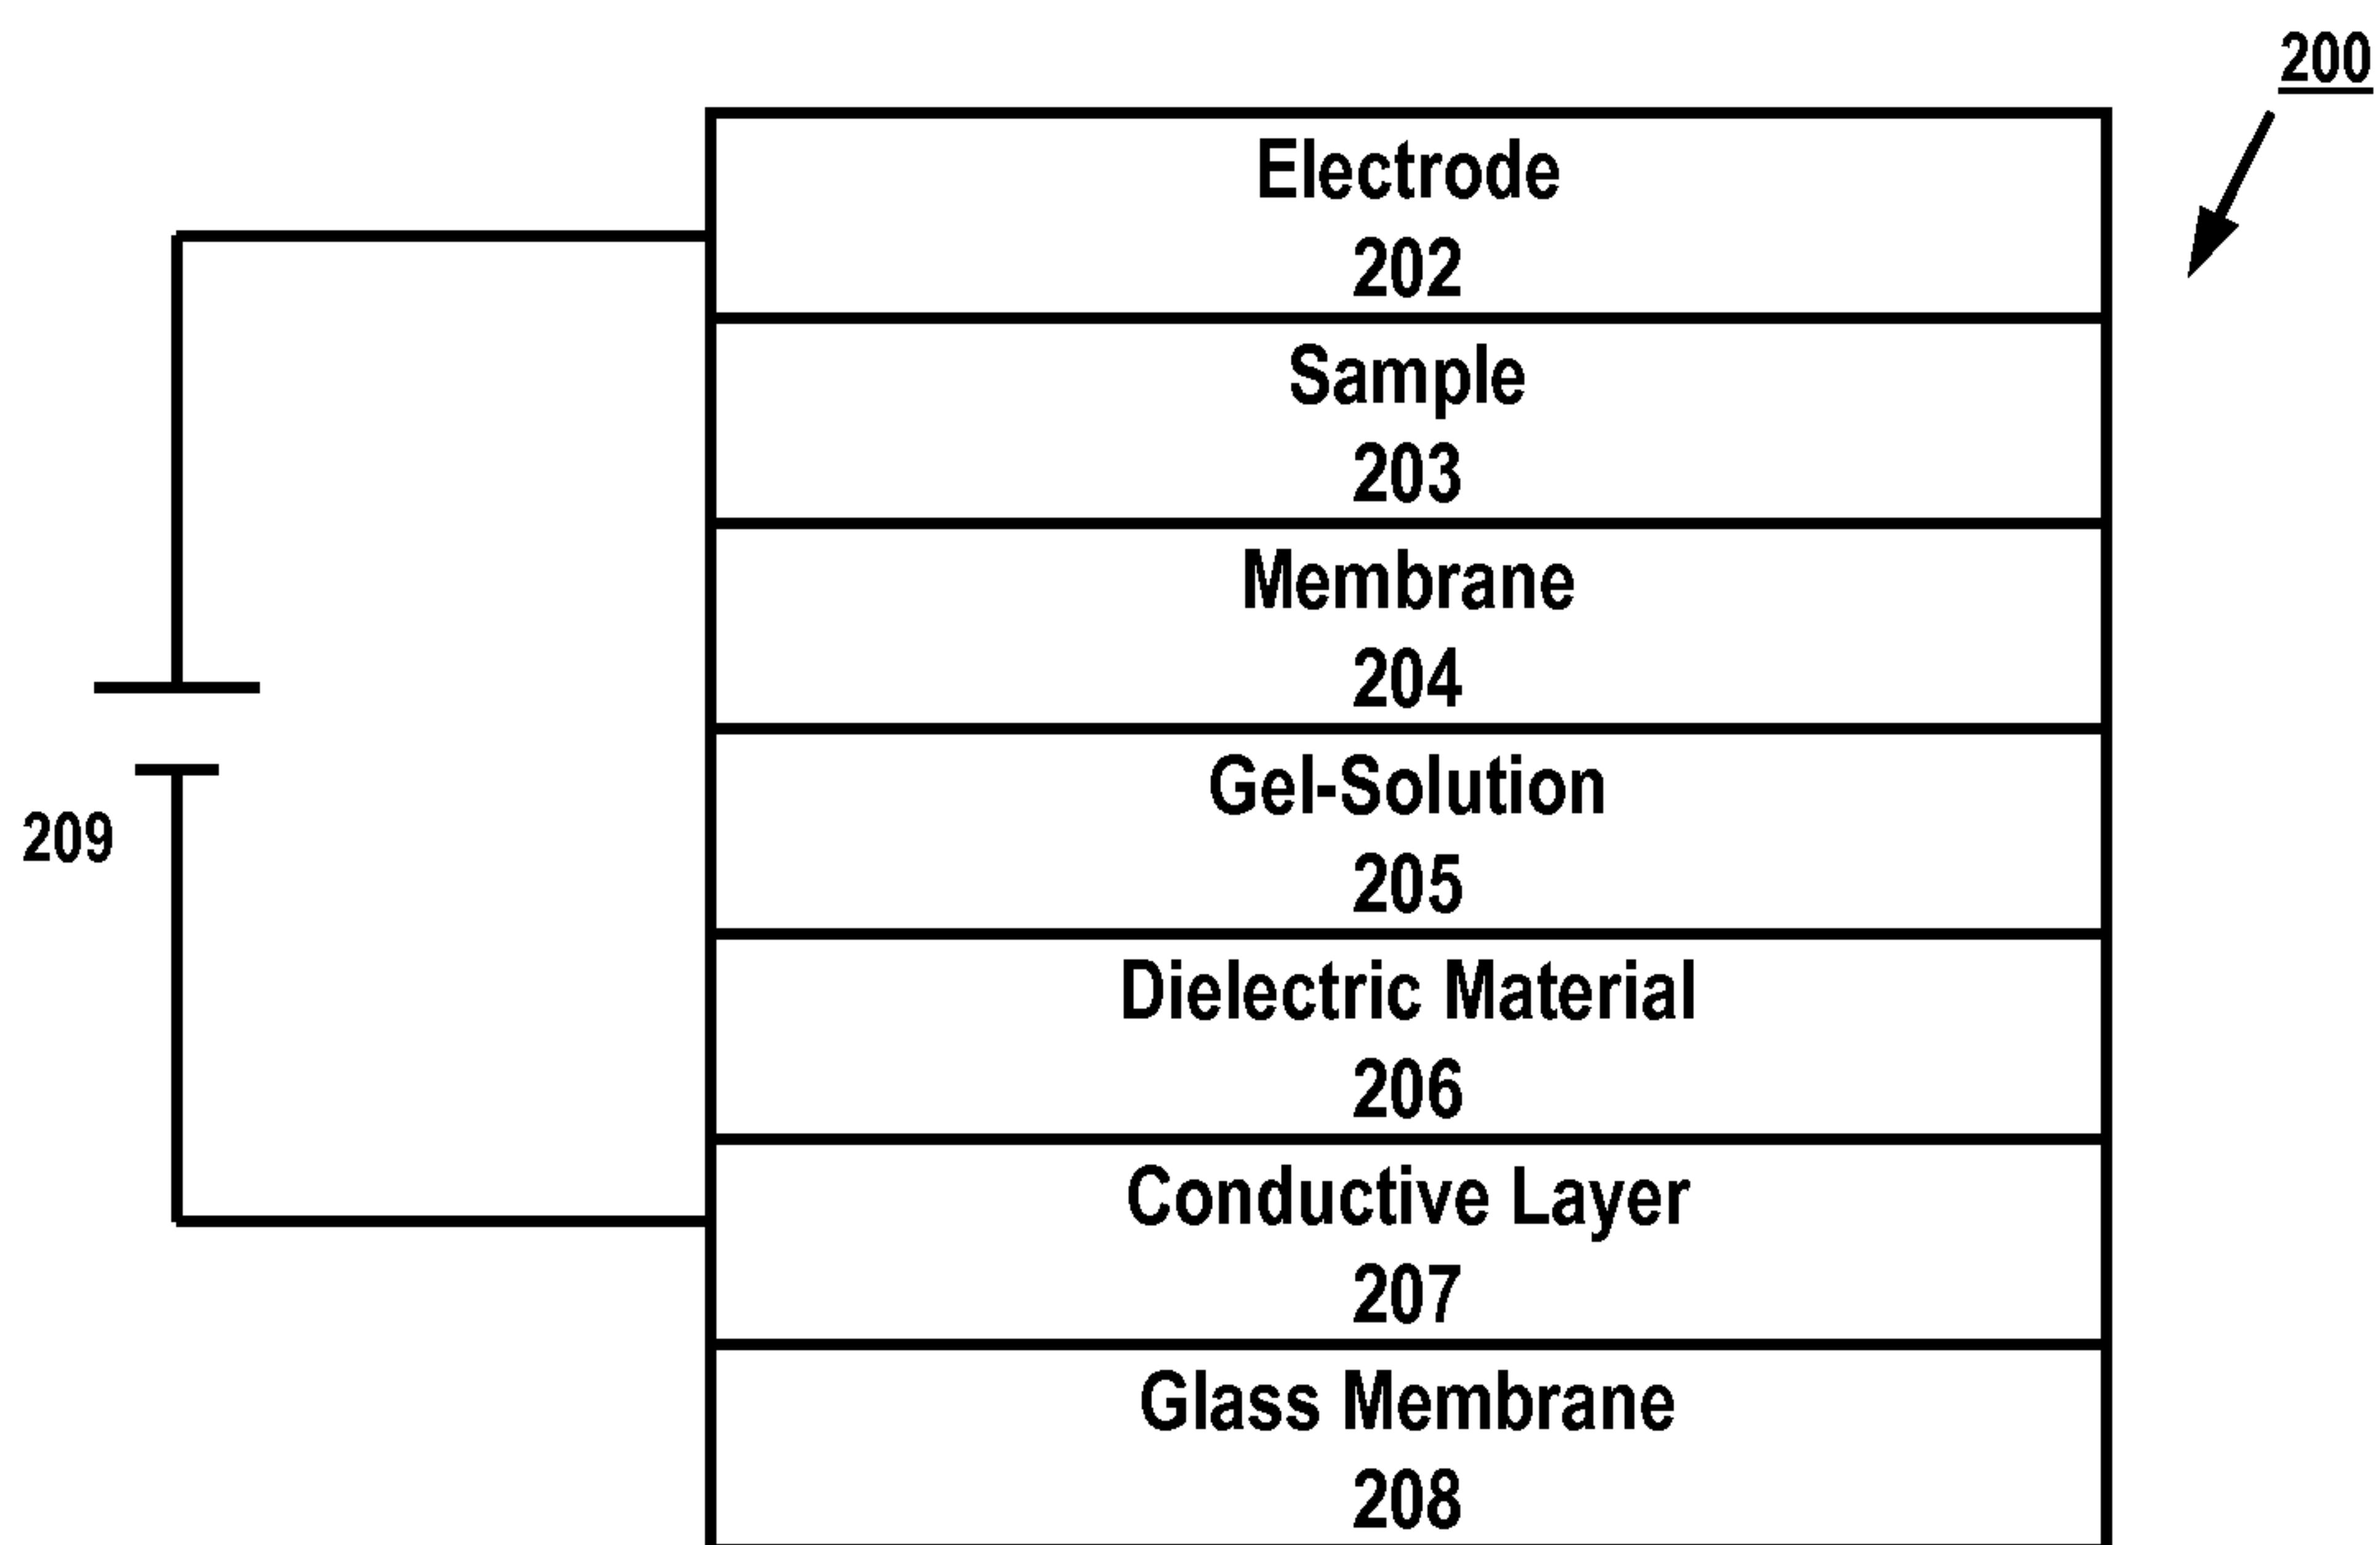 200
Electrode
202
Sample
203
Membrane
204
Gel-Solution
205
209
Dielectric Material
206
Conductive Layer
207
Glass Membrane
208